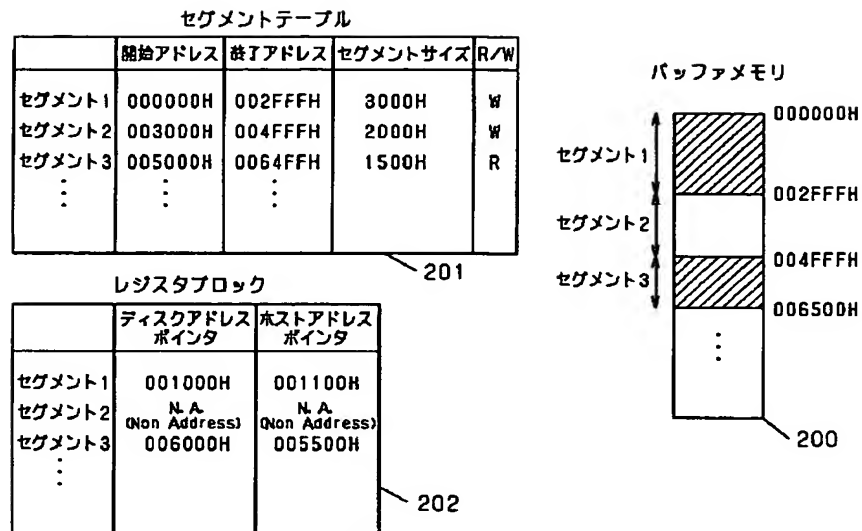 セグメントテーブル
開始アドレス 終了アドレス セグメントサイズ R/W
セグメント1 000000H 002FFFH 3000H W
セグメント2 003000H 004FFFH 2000H W
セグメント3 005000H 0064FFH 1500H R
201
レジスタブロック
ディスクアドレスポインタ ホストアドレスポインタ
セグメント1 001000H 001100H
セグメント2 N.A. (Non Address) N.A. (Non Address)
セグメント3 006000H 005500H
202
バッファメモリ
000000H
セグメント1
002FFFH
セグメント2
004FFFH
セグメント3
006500H
200